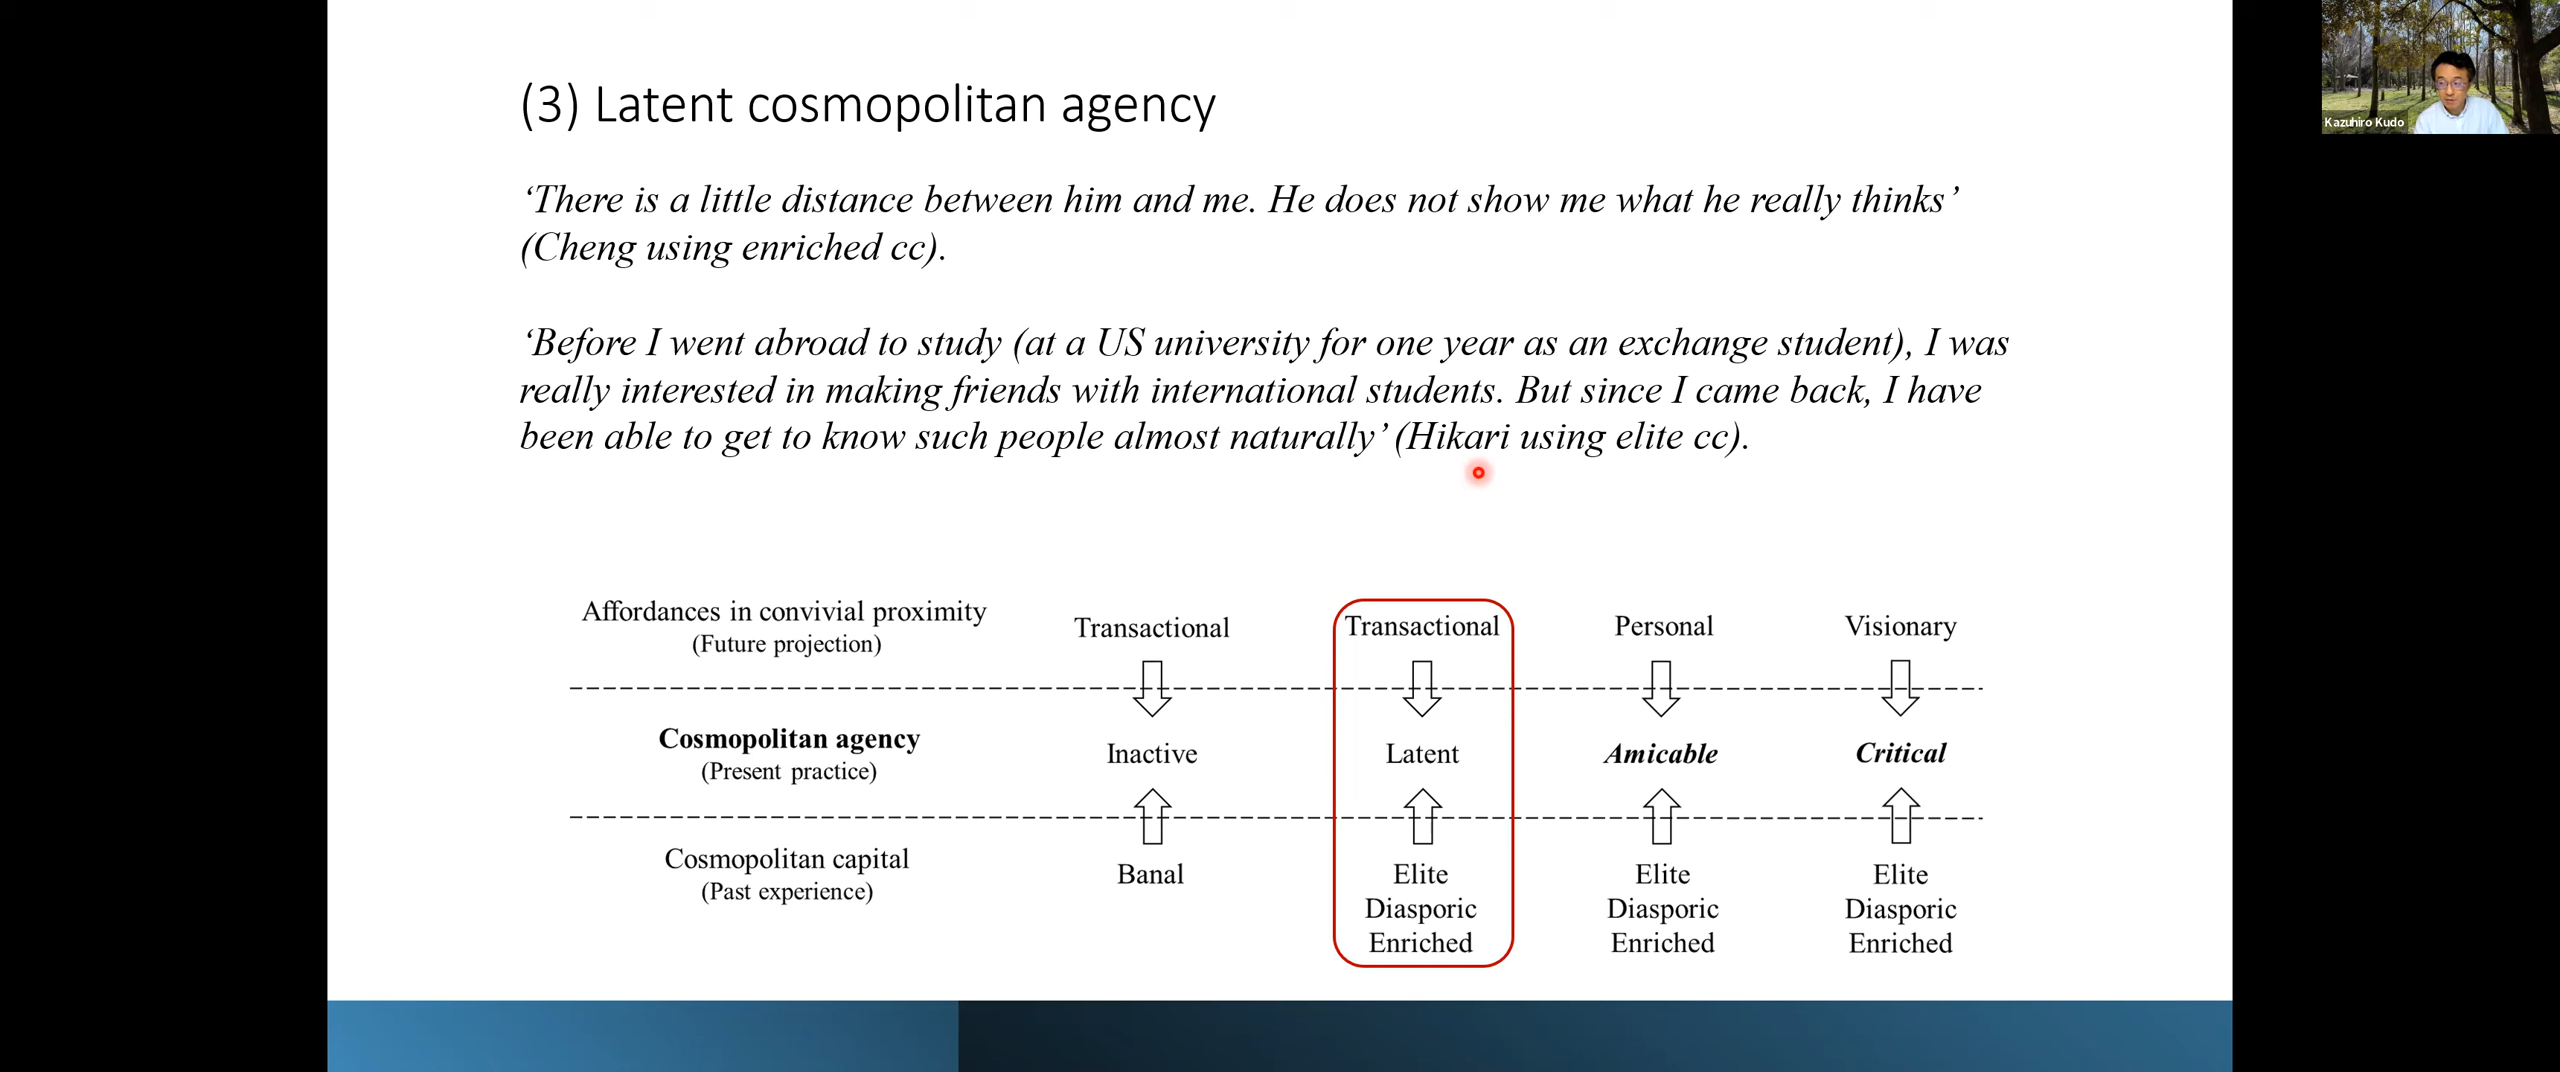 (3) Latent cosmopolitan agency
Kazuhiro Kudo
‘There is a little distance between him and me. He does not show me what he really thinks’
(Cheng using enriched cc).
‘Before I went abroad to study (at a US university for one year as an exchange student), I was
really interested in making friends with international students. But since I came back, I have
been able to get to know such people almost naturally’ (Hikari using elite cc).
Affordances in convivial proximity
(Future projection)
Transactional
Transactional
Personal
Visionary
Cosmopolitan agency
(Present practice)
Inactive
Latent
Amicable
Critical
Cosmopolitan capital
(Past experience)
Banal
Elite
Diasporic
Enriched
Elite
Diasporic
Enriched
Elite
Diasporic
Enriched